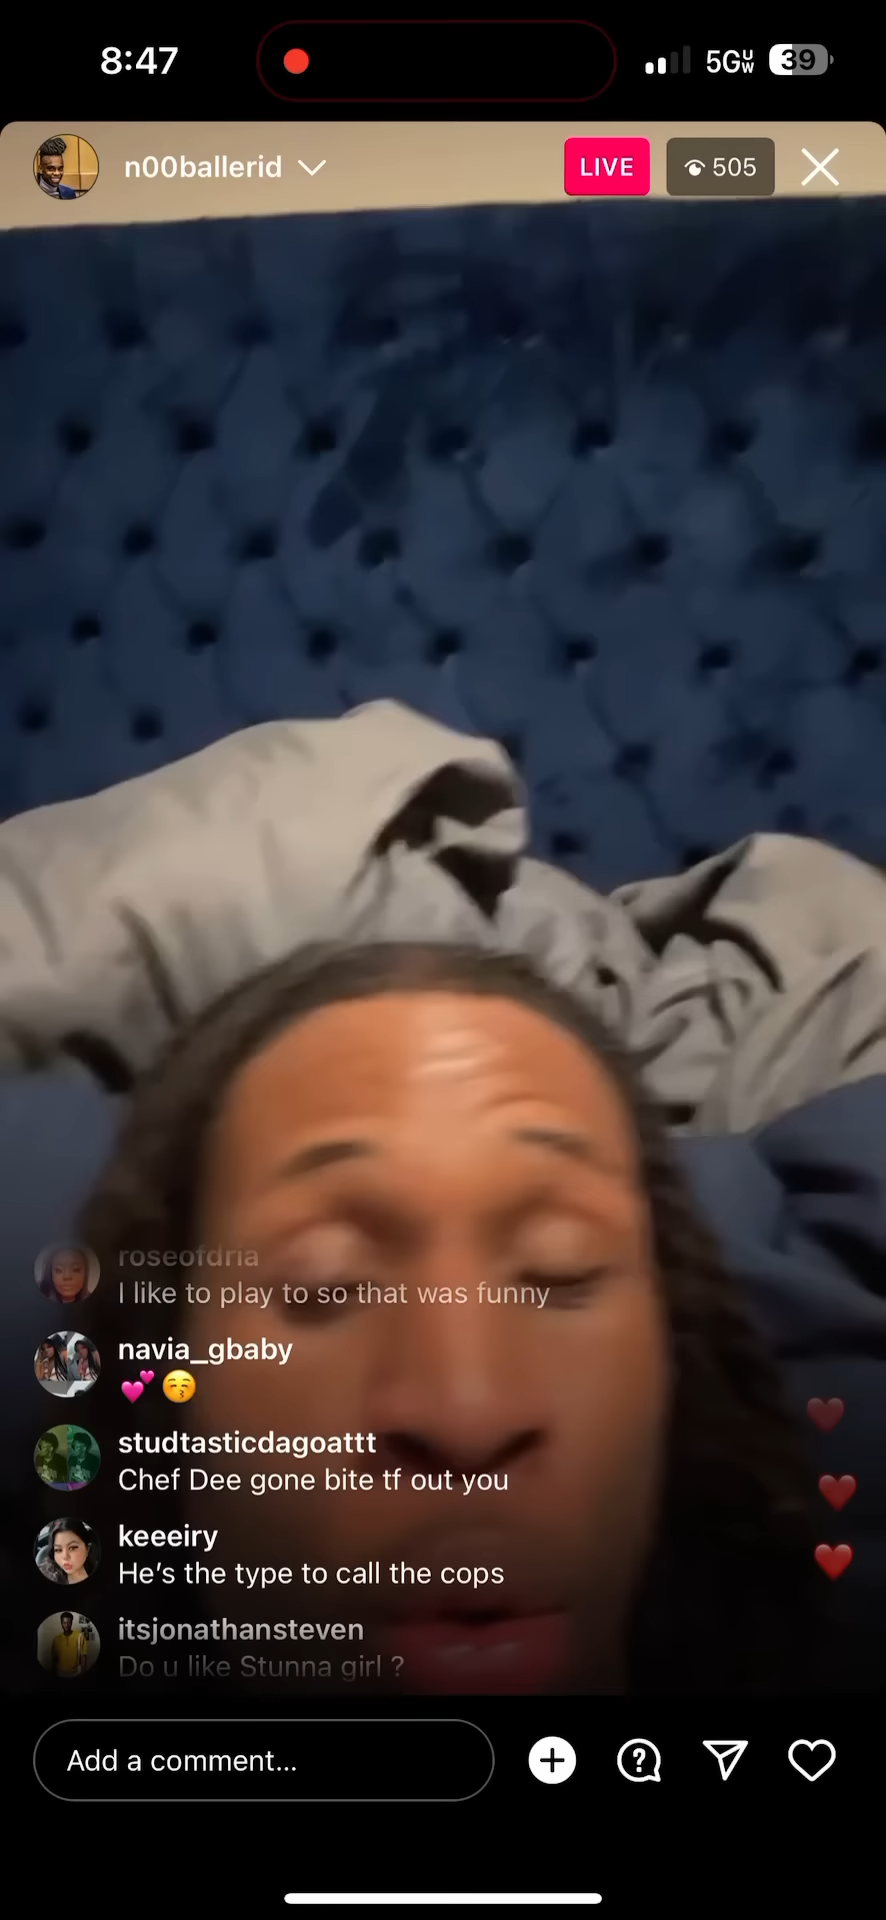 8:47
5GUW
39
n00ballerid
LIVE
505
roseofdria
I like to play to so that was funny
navia_gbaby
💕😚
studtasticdagoattt
Chef Dee gone bite tf out you
keeeiry
He’s the type to call the cops
itsjonathansteven
Do u like Stunna girl ?
Add a comment...